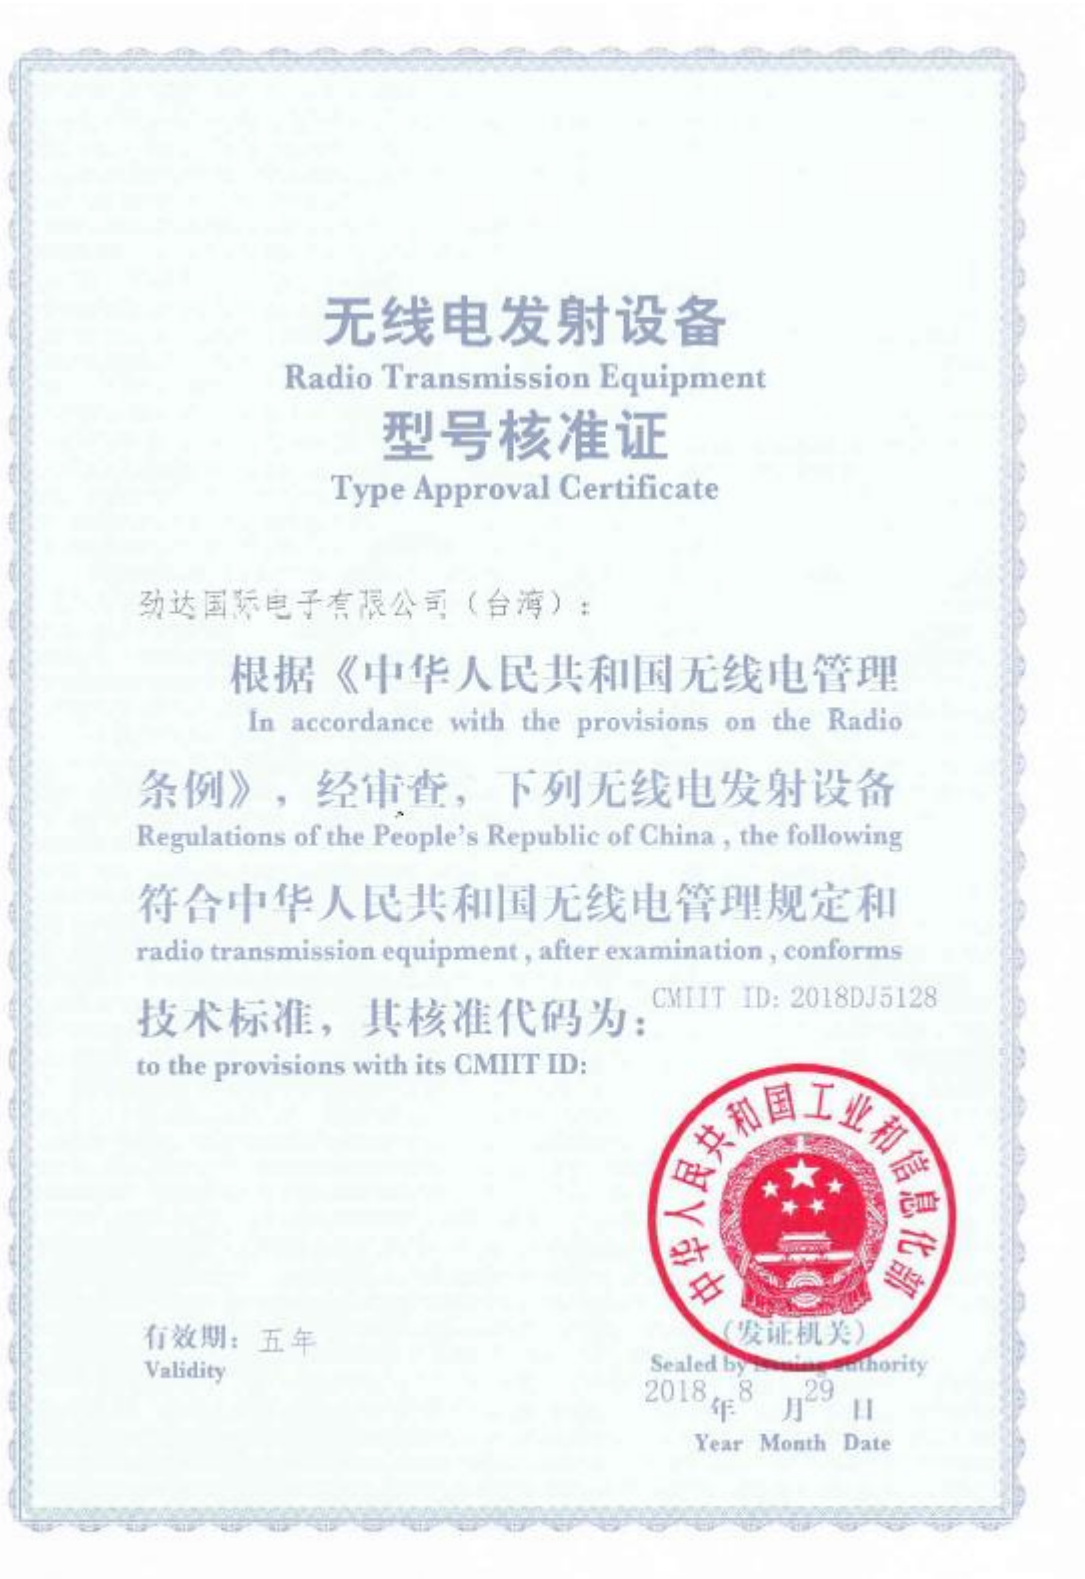 无线电发射设备
Radio Transmission Equipment
型号核准证
Type Approval Certificate
劲达国际电子有限公司（台湾）：
根据《中华人民共和国无线电管理
In accordance with the provisions on the Radio
条例》，经审查，下列无线电发射设备
Regulations of the People's Republic of China , the following
符合中华人民共和国无线电管理规定和
radio transmission equipment , after examination , conforms
技术标准，其核准代码为：CMIIT ID: 2018DJ5128
to the provisions with its CMIIT ID:
中华人民共和国工业和信息化部
有效期：五年
Validity
（发证机关）
Sealed by Issuing authority
2018年8月29日
Year Month Date